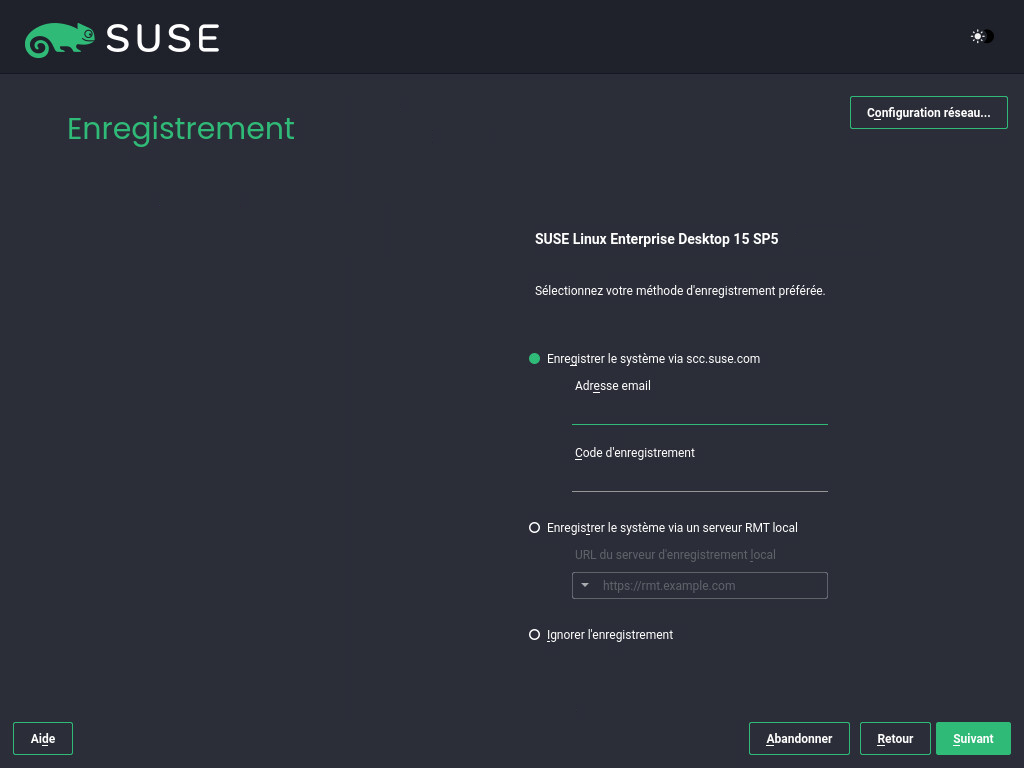 SUSE
Enregistrement
Configuration réseau...
SUSE Linux Enterprise Desktop 15 SP5
Sélectionnez votre méthode d'enregistrement préférée.
Enregistrer le système via scc.suse.com
Adresse email
Code d'enregistrement
Enregistrer le système via un serveur RMT local
URL du serveur d'enregistrement local
https://rmt.example.com
Ignorer l'enregistrement
Aide
Abandonner
Retour
Suivant